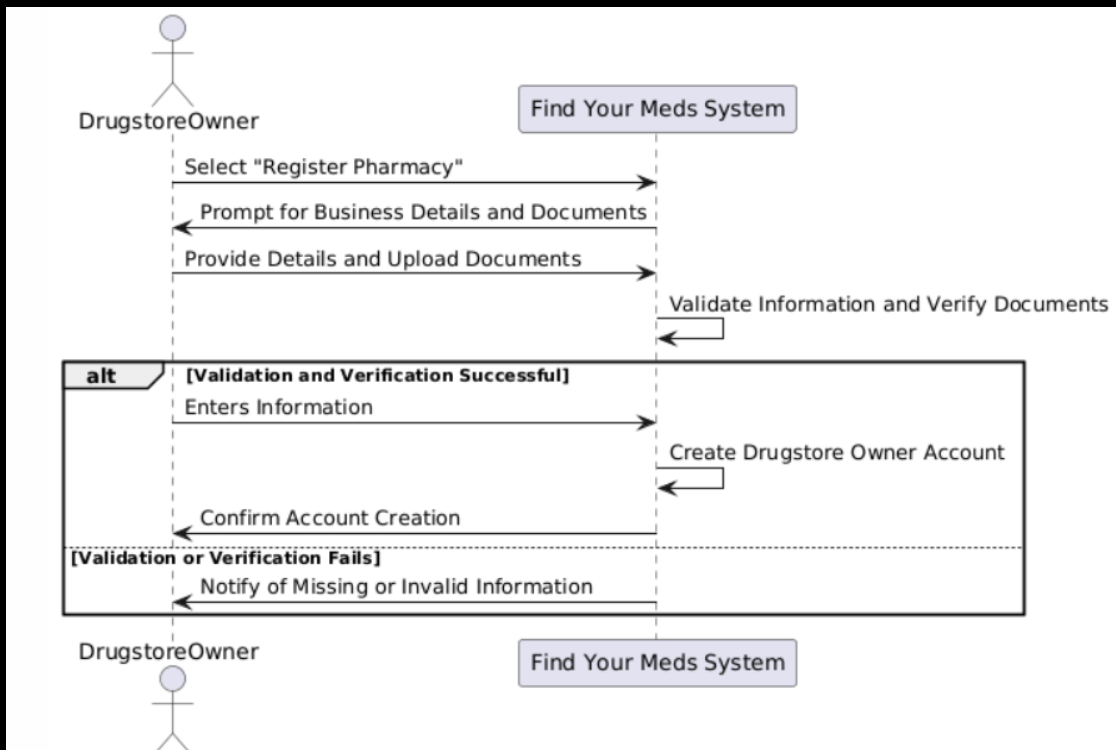 DrugstoreOwner
Find Your Meds System
Select "Register Pharmacy"
Prompt for Business Details and Documents
Provide Details and Upload Documents
Validate Information and Verify Documents
alt
[Validation and Verification Successful]
Enters Information
Create Drugstore Owner Account
Confirm Account Creation
[Validation or Verification Fails]
Notify of Missing or Invalid Information
DrugstoreOwner
Find Your Meds System